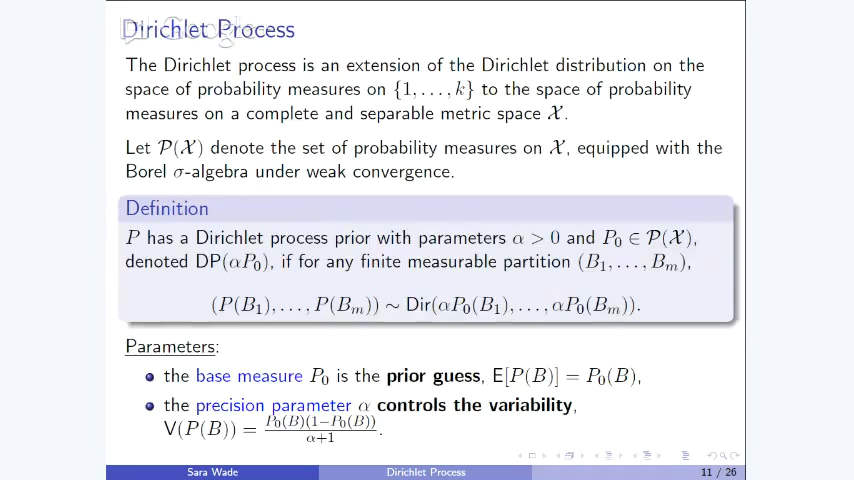 Dirichlet Process
The Dirichlet process is an extension of the Dirichlet distribution on the
space of probability measures on {1, . . . , k} to the space of probability
measures on a complete and separable metric space 𝒳.
Let 𝒫(𝒳) denote the set of probability measures on 𝒳, equipped with the
Borel σ-algebra under weak convergence.
Definition
P has a Dirichlet process prior with parameters α > 0 and P₀ ∈ 𝒫(𝒳),
denoted DP(αP₀), if for any finite measurable partition (B₁, . . . , Bₘ),
(P(B₁), . . . , P(Bₘ)) ∼ Dir(αP₀(B₁), . . . , αP₀(Bₘ)).
Parameters:
the base measure P₀ is the prior guess, E[P(B)] = P₀(B),
the precision parameter α controls the variability,
V(P(B)) = P₀(B)(1−P₀(B)) / α+1.
Sara Wade Dirichlet Process 11 / 26